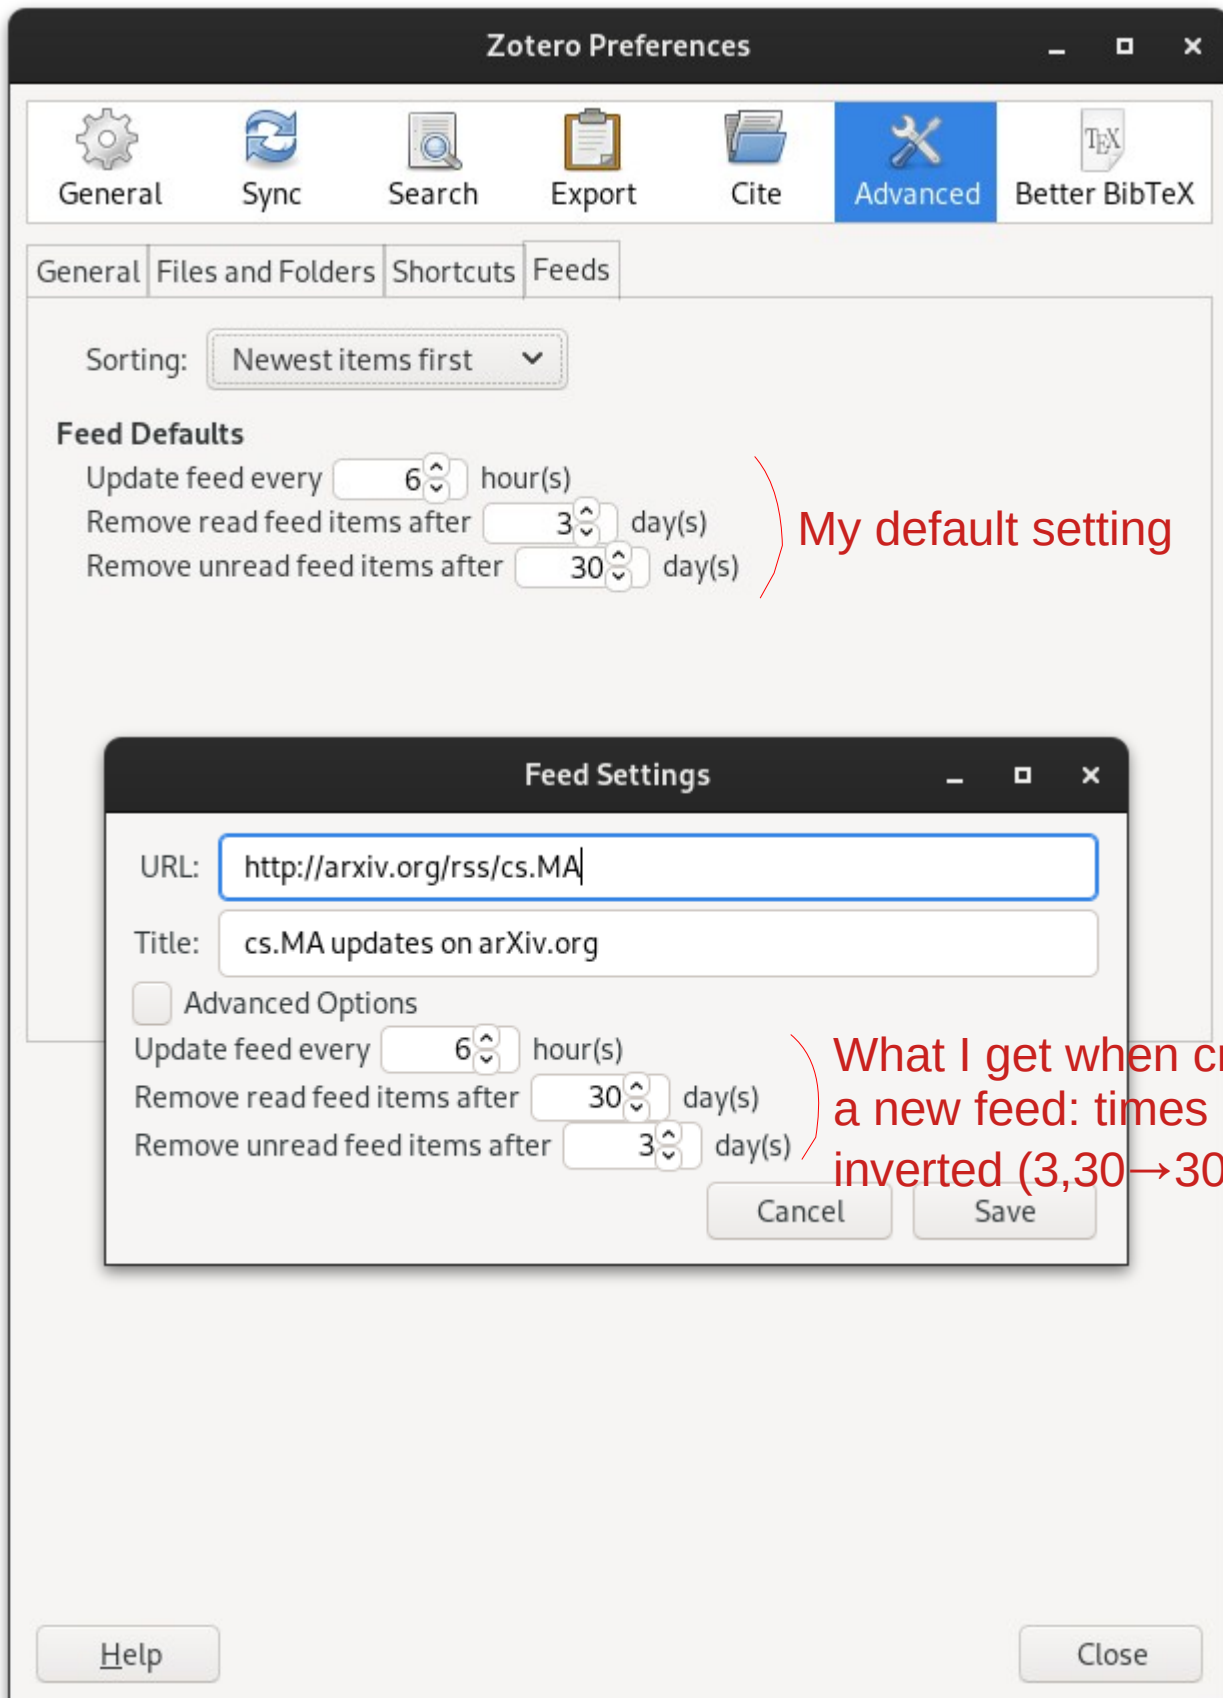 Zotero Preferences
General Sync Search Export Cite Advanced TEX Better BibTeX
General Files and Folders Shortcuts Feeds
Sorting: Newest items first
Feed Defaults
Update feed every 6 hour(s)
Remove read feed items after 3 day(s)
Remove unread feed items after 30 day(s)
My default setting
Feed Settings
URL: http://arxiv.org/rss/cs.MA
Title: cs.MA updates on arXiv.org
Advanced Options
Update feed every 6 hour(s)
Remove read feed items after 30 day(s)
Remove unread feed items after 3 day(s)
What I get when cr
a new feed: times
inverted (3,30→30
Cancel Save
Help Close